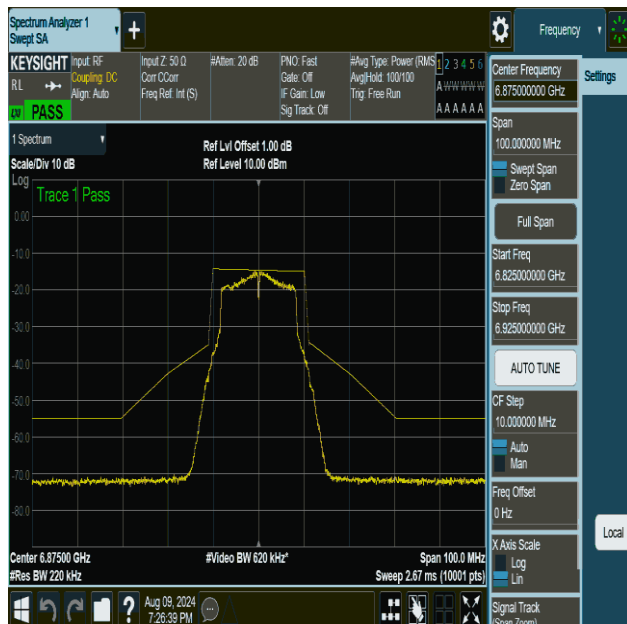 Spectrum Analyzer 1
Swept SA
Frequency
KEYSIGHT
RL
PASS
Input: RF
Coupling: DC
Align: Auto
Input Z: 50 Ω
Corr CCorr
Freq Ref: Int (S)
#Atten: 20 dB
PNO: Fast
Gate: Off
IF Gain: Low
Sig Track: Off
#Avg Type: Power (RMS
Avg|Hold: 100/100
Trig: Free Run
1 2 3 4 5 6
A W W W W W
A A A A A A
Center Frequency
6.875000000 GHz
Settings
Span
100.000000 MHz
Swept Span
Zero Span
Full Span
Start Freq
6.825000000 GHz
Stop Freq
6.925000000 GHz
AUTO TUNE
CF Step
10.000000 MHz
Auto
Man
Freq Offset
0 Hz
X Axis Scale
Log
Lin
Local
Signal Track
(Span Zoom)
1 Spectrum
Scale/Div 10 dB
Ref Lvl Offset 1.00 dB
Ref Level 10.00 dBm
Log
Trace 1 Pass
0.00
-10.0
-20.0
-30.0
-40.0
-50.0
-60.0
-70.0
-80.0
Center 6.87500 GHz
#Video BW 620 kHz*
Span 100.0 MHz
#Res BW 220 kHz
Sweep 2.67 ms (10001 pts)
?
Aug 09, 2024
7:26:39 PM